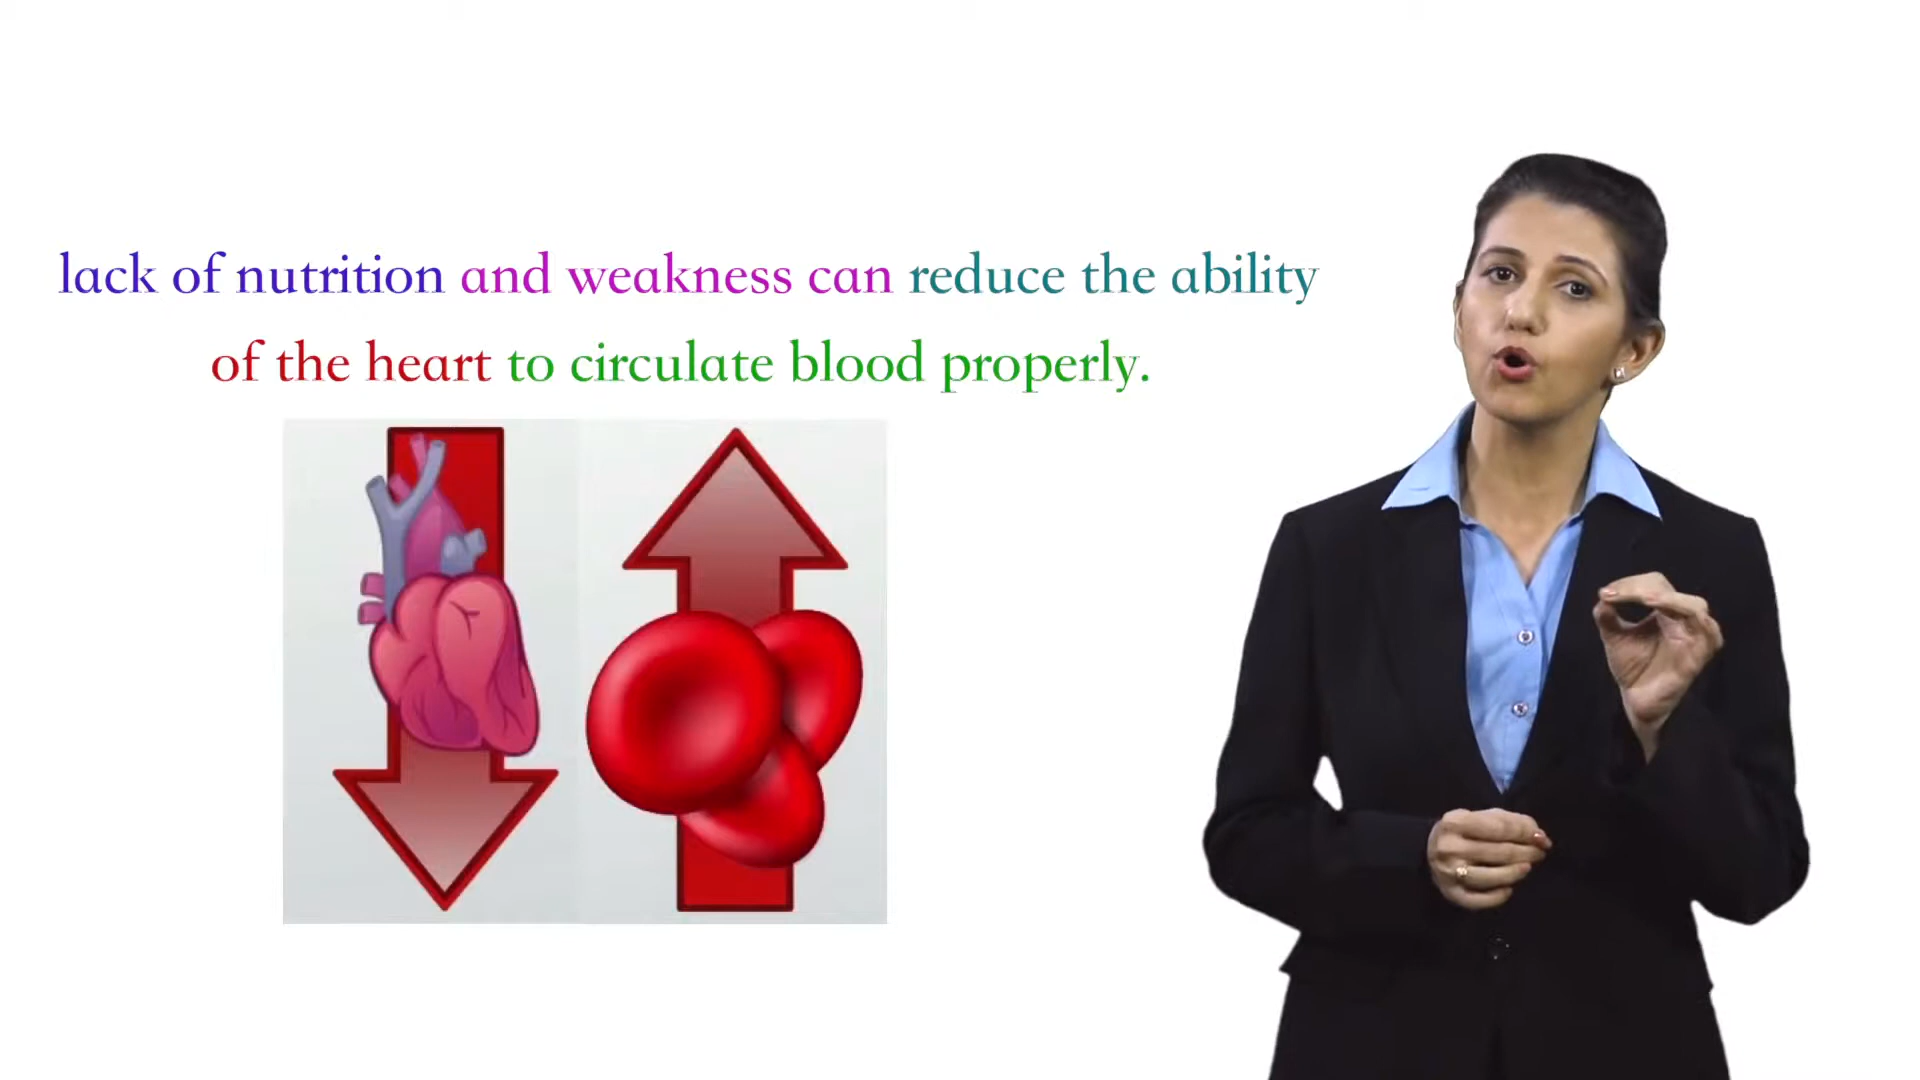 lack of nutrition and weakness can reduce the ability
of the heart to circulate blood properly.